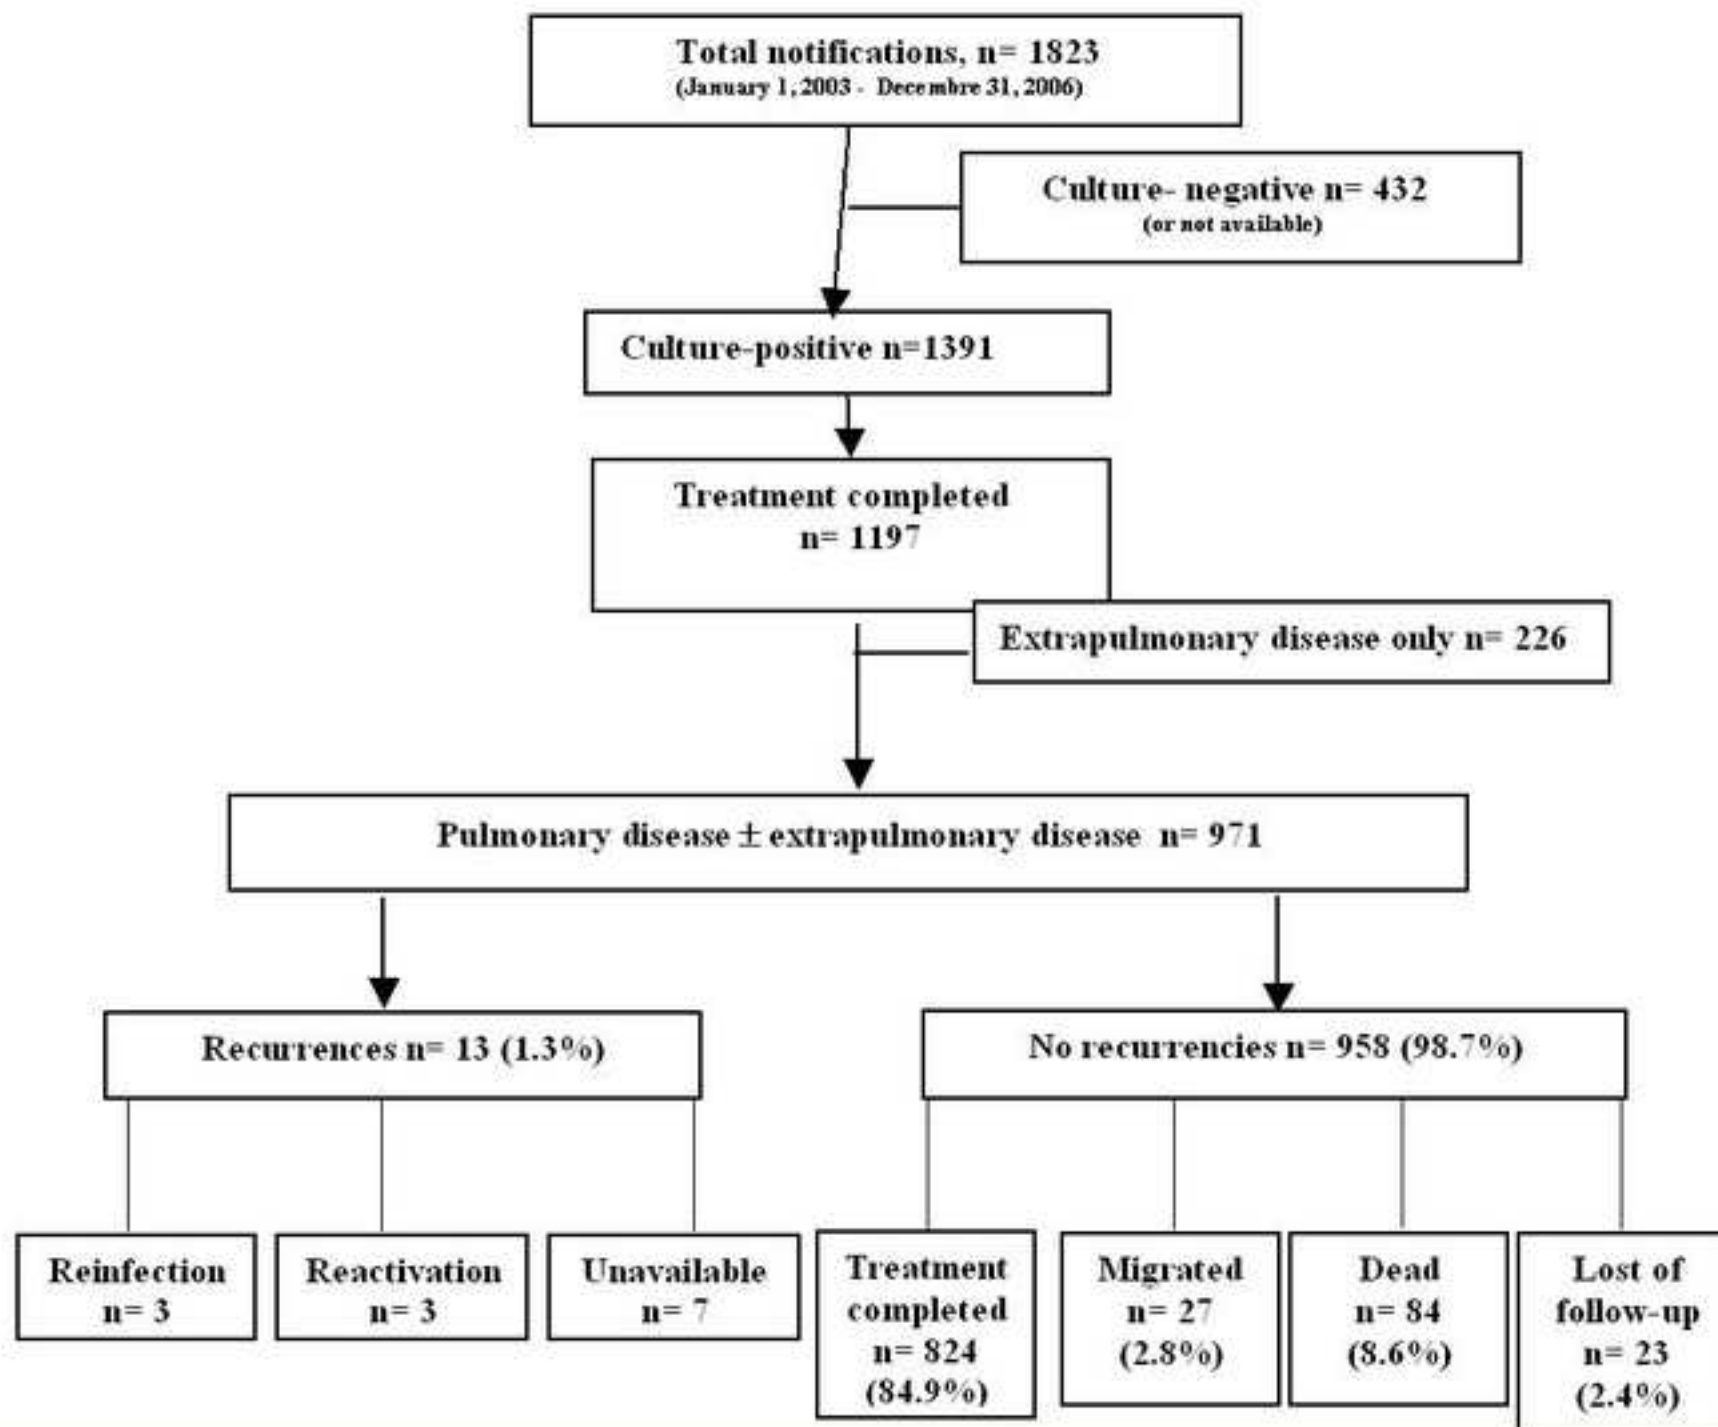 Total notifications, n= 1823
(January 1, 2003 - Decembre 31, 2006)
Culture- negative n= 432
(or not available)
Culture-positive n=1391
Treatment completed
n= 1197
Extrapulmonary disease only n= 226
Pulmonary disease ± extrapulmonary disease n= 971
Recurrences n= 13 (1.3%)
No recurrencies n= 958 (98.7%)
Reinfection
n= 3
Reactivation
n= 3
Unavailable
n= 7
Treatment
completed
n= 824
(84.9%)
Migrated
n= 27
(2.8%)
Dead
n= 84
(8.6%)
Lost of
follow-up
n= 23
(2.4%)